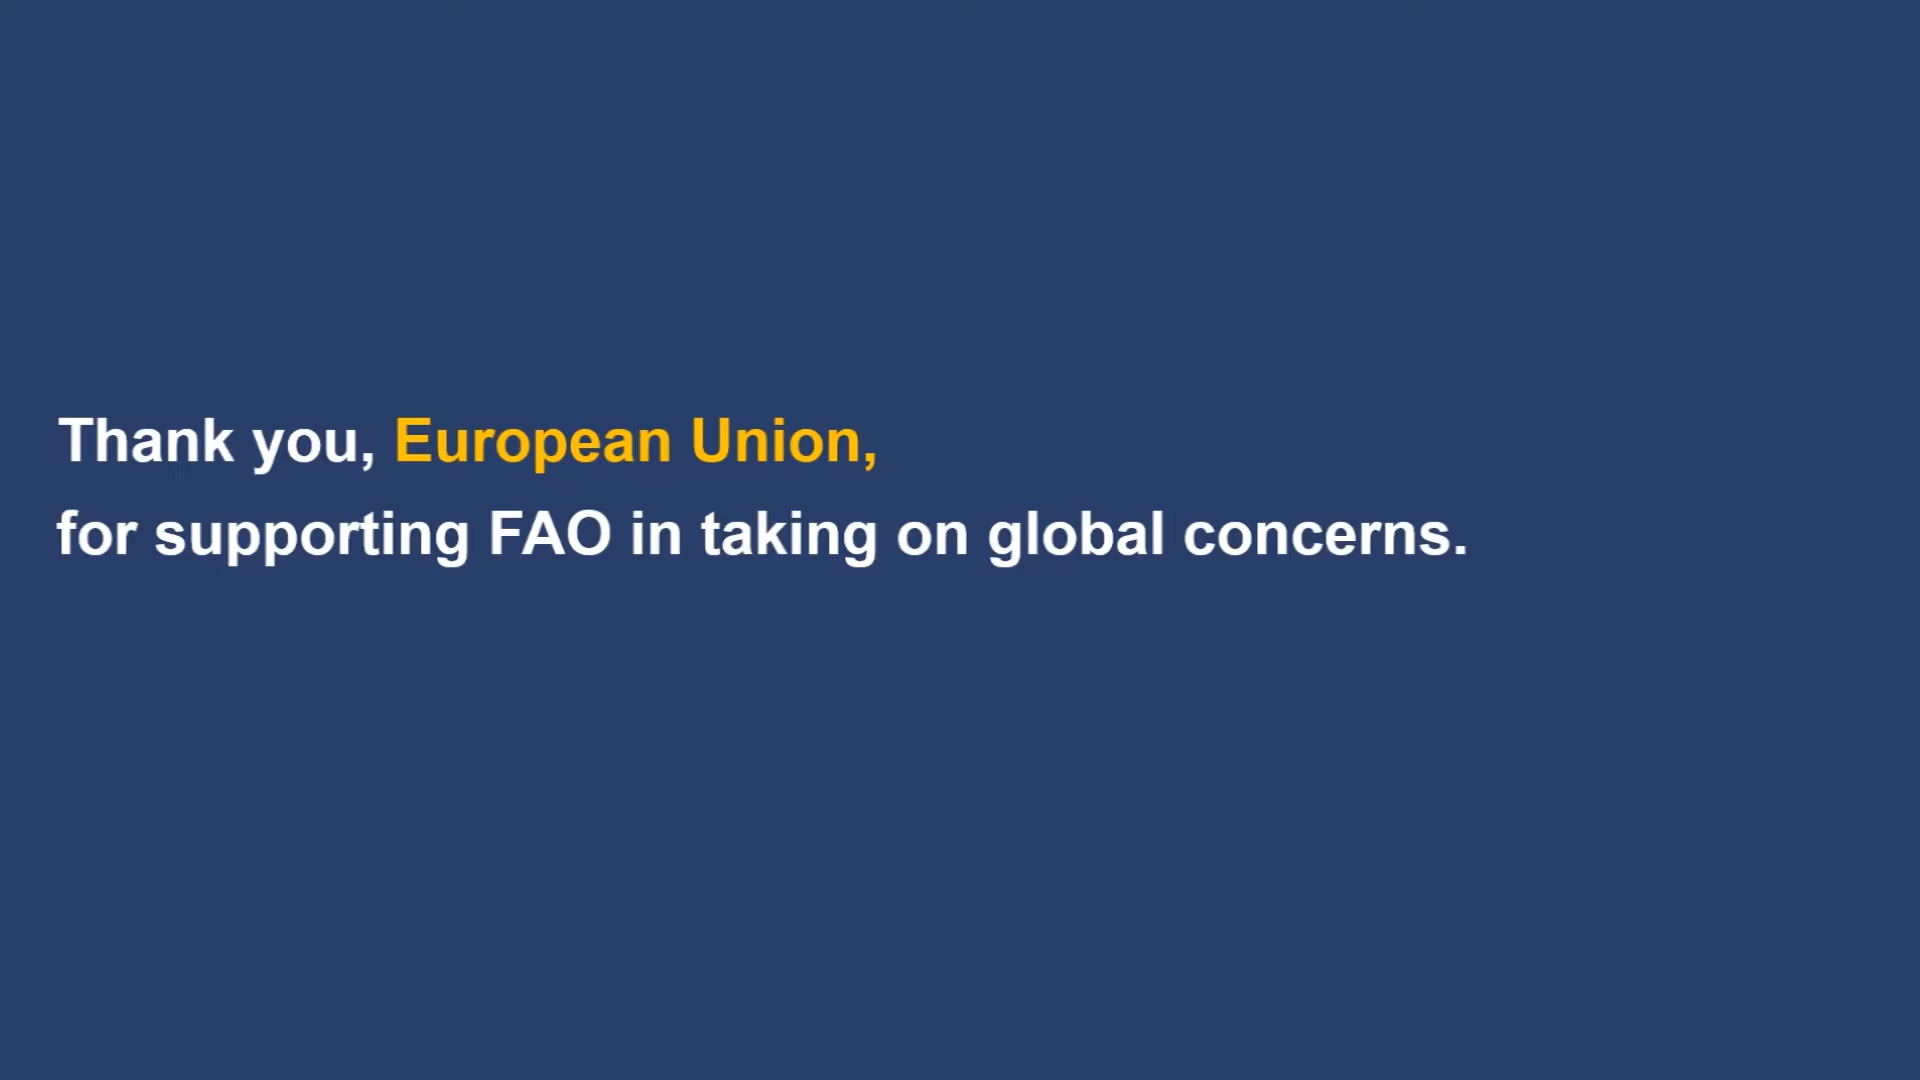 Thank you, European Union,
for supporting FAO in taking on global concerns.